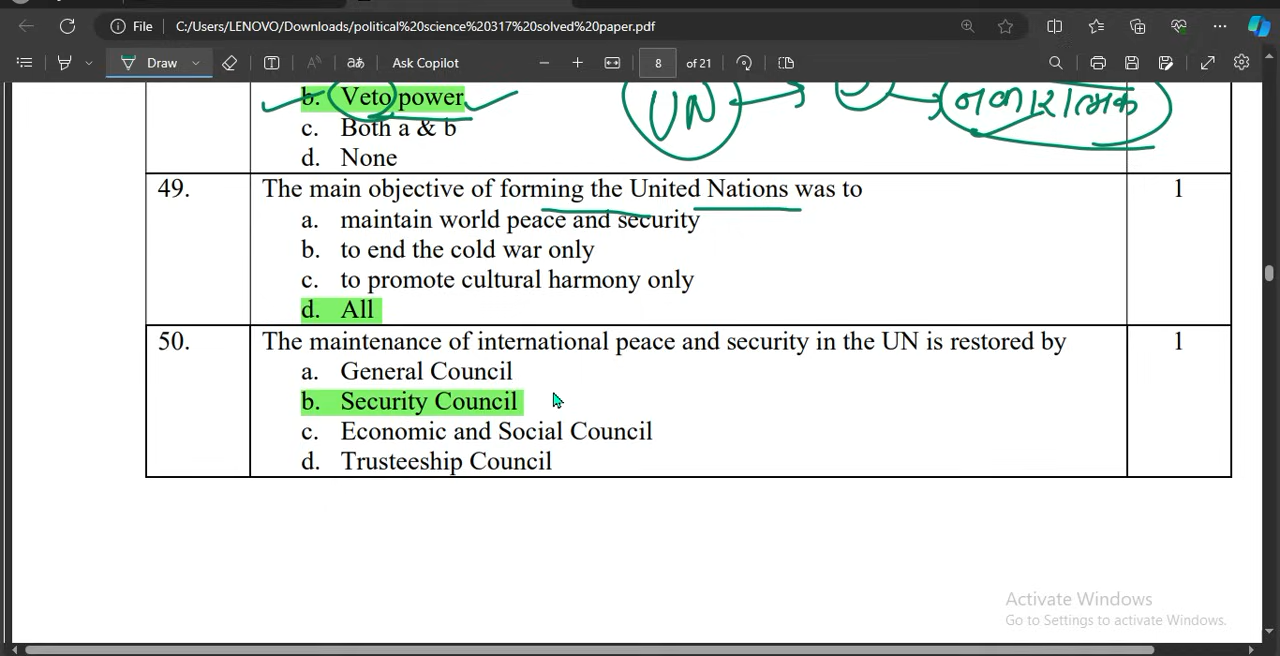 File
C:/Users/LENOVO/Downloads/political%20science%20317%20solved%20paper.pdf
Draw
Ask Copilot
8
of 21
b. Veto power
UN
नकारात्मक
c. Both a & b
d. None
49.
The main objective of forming the United Nations was to
1
a. maintain world peace and security
b. to end the cold war only
c. to promote cultural harmony only
d. All
50.
The maintenance of international peace and security in the UN is restored by
1
a. General Council
b. Security Council
c. Economic and Social Council
d. Trusteeship Council
Activate Windows
Go to Settings to activate Windows.